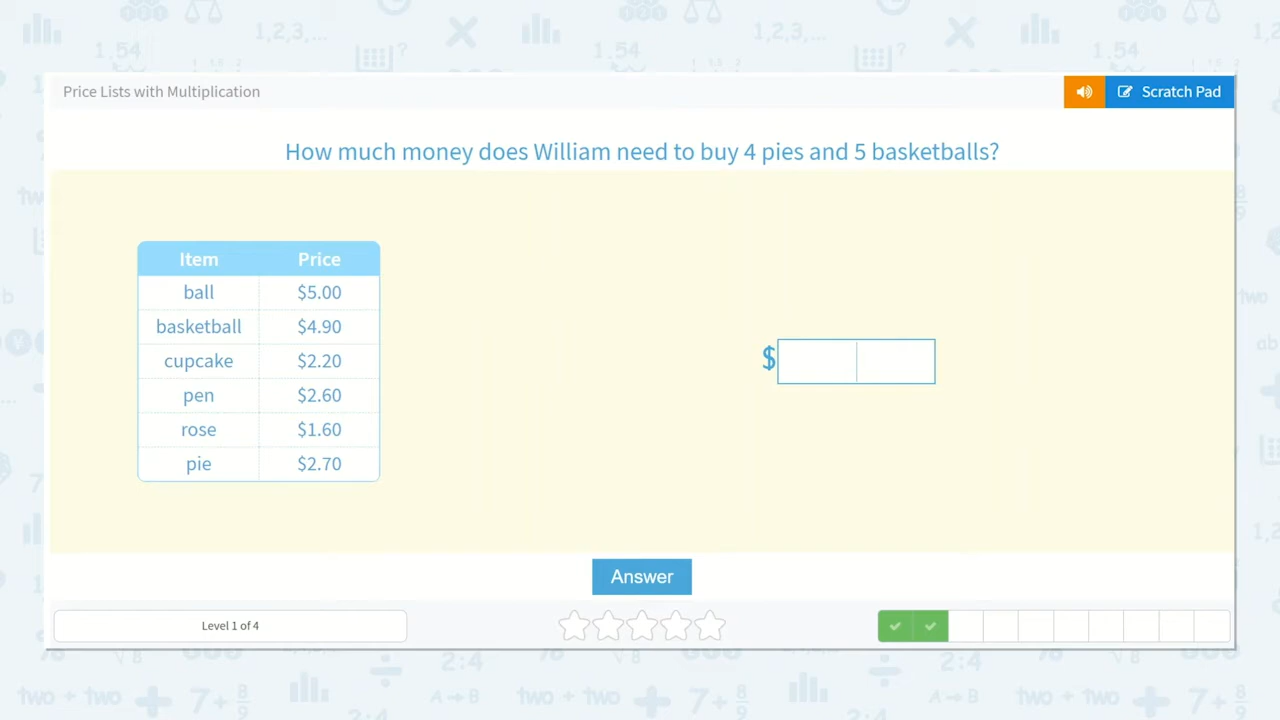 Price Lists with Multiplication
Scratch Pad
How much money does William need to buy 4 pies and 5 basketballs?
Item Price
ball $5.00
basketball $4.90
cupcake $2.20
pen $2.60
rose $1.60
pie $2.70
$
Answer
Level 1 of 4